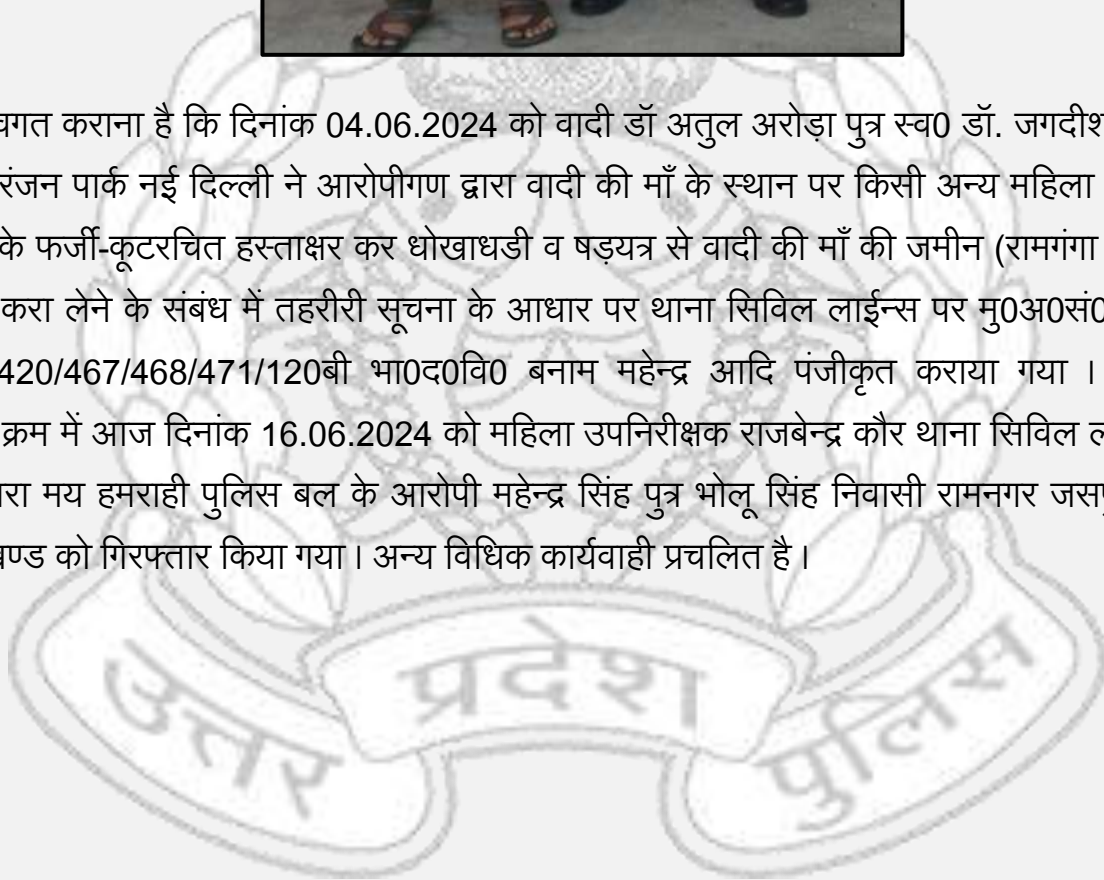 वगत कराना है कि दिनांक 04.06.2024 को वादी डॉ अतुल अरोड़ा पुत्र स्व0 डॉ. जगदीश
रंजन पार्क नई दिल्ली ने आरोपीगण द्वारा वादी की माँ के स्थान पर किसी अन्य महिला
के फर्जी-कूटरचित हस्ताक्षर कर धोखाधडी व षड़यत्र से वादी की माँ की जमीन (रामगंगा
करा लेने के संबंध में तहरीरी सूचना के आधार पर थाना सिविल लाईन्स पर मु0अ0सं0
420/467/468/471/120बी भा0द0वि0 बनाम महेन्द्र आदि पंजीकृत कराया गया ।
क्रम में आज दिनांक 16.06.2024 को महिला उपनिरीक्षक राजबेन्द्र कौर थाना सिविल
मय हमराही पुलिस बल के आरोपी महेन्द्र सिंह पुत्र भोलू सिंह निवासी रामनगर
को गिरफ्तार किया गया । अन्य विधिक कार्यवाही प्रचलित है ।
उत्तर प्रदेश पुलिस